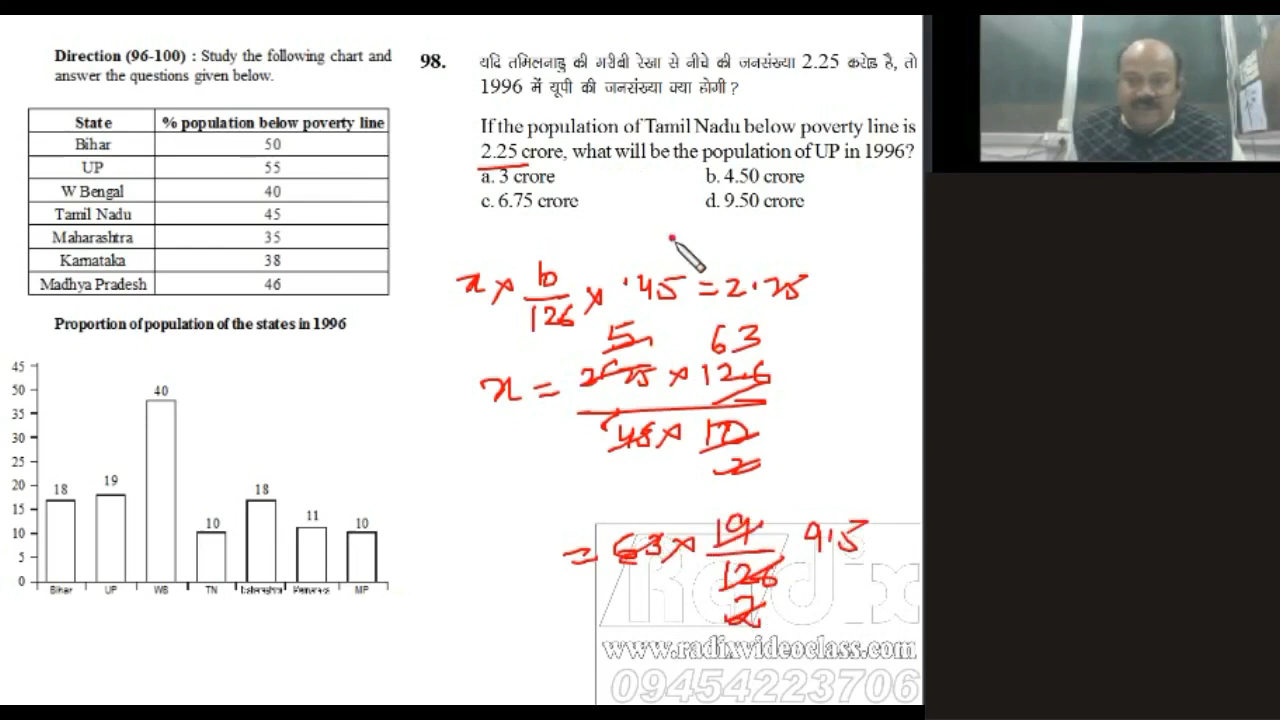 Direction (96-100) : Study the following chart and
answer the questions given below.
State % population below poverty line
Bihar 50
UP 55
W Bengal 40
Tamil Nadu 45
Maharashtra 35
Karnataka 38
Madhya Pradesh 46
Proportion of population of the states in 1996
45
50
35
30
25
20
15
10
5
0
18
19
40
10
18
11
10
Bihar UP WB TN MP
98. यदि तमिलनाडु की गरीबी रेखा से नीचे की जनसंख्या 2.25 करोड है, तो
1996 में यूपी की जनसंख्या क्या होगी ?
If the population of Tamil Nadu below poverty line is
2.25 crore, what will be the population of UP in 1996?
a. 3 crore b. 4.50 crore
c. 6.75 crore d. 9.50 crore
x × 10/126 × .45 = 2.25
5 63
x = 2.25 × 126
.45 × 10
2
= 63 × 19/126 9.5
2
Radix
www.radixvideoclass.com
09454223706